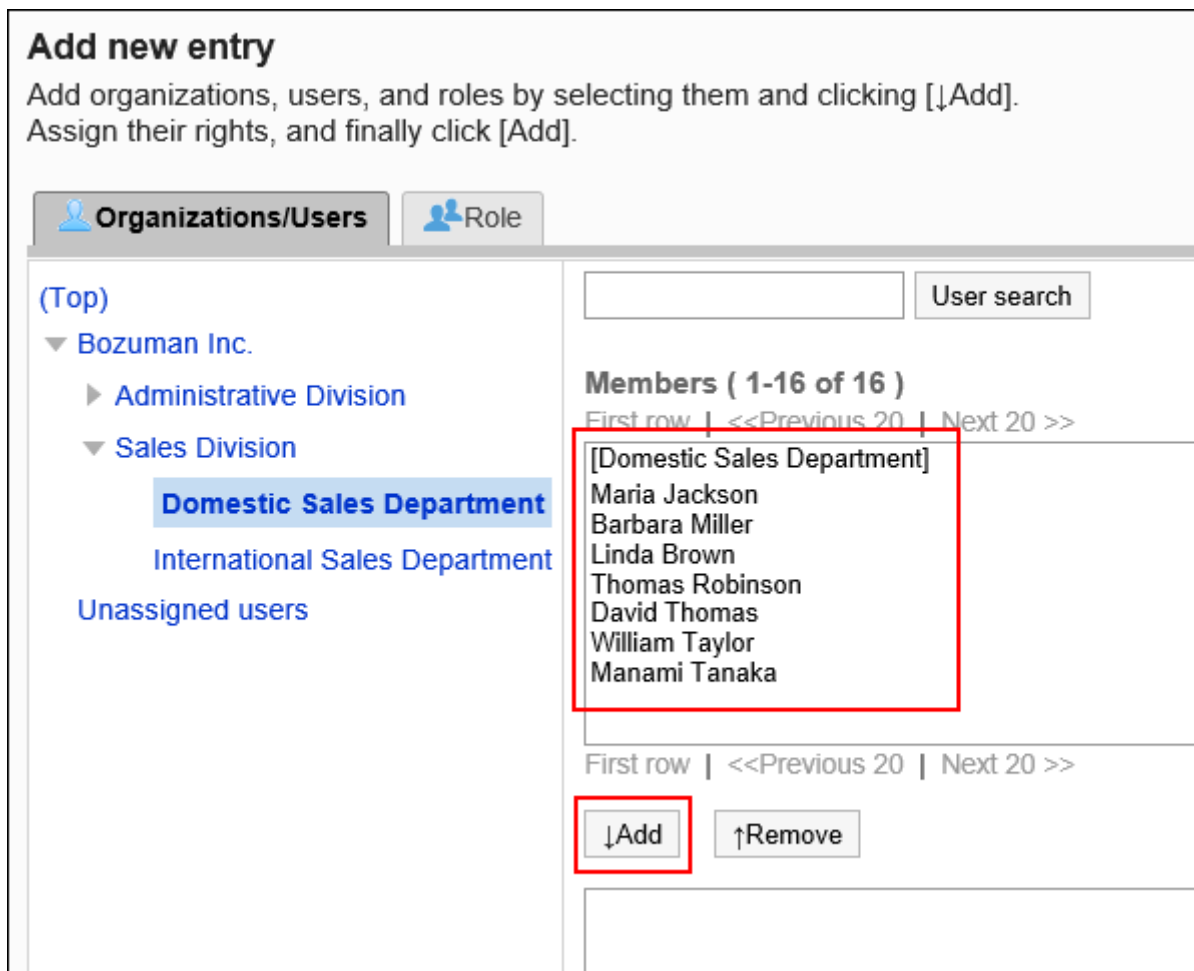 Add new entry
Add organizations, users, and roles by selecting them and clicking [↓Add].
Assign their rights, and finally click [Add].
Organizations/Users
Role
(Top)
Bozuman Inc.
Administrative Division
Sales Division
Domestic Sales Department
International Sales Department
Unassigned users
User search
Members ( 1-16 of 16 )
First row | <<Previous 20 | Next 20 >>
[Domestic Sales Department]
Maria Jackson
Barbara Miller
Linda Brown
Thomas Robinson
David Thomas
William Taylor
Manami Tanaka
First row | <<Previous 20 | Next 20 >>
↓Add
↑Remove